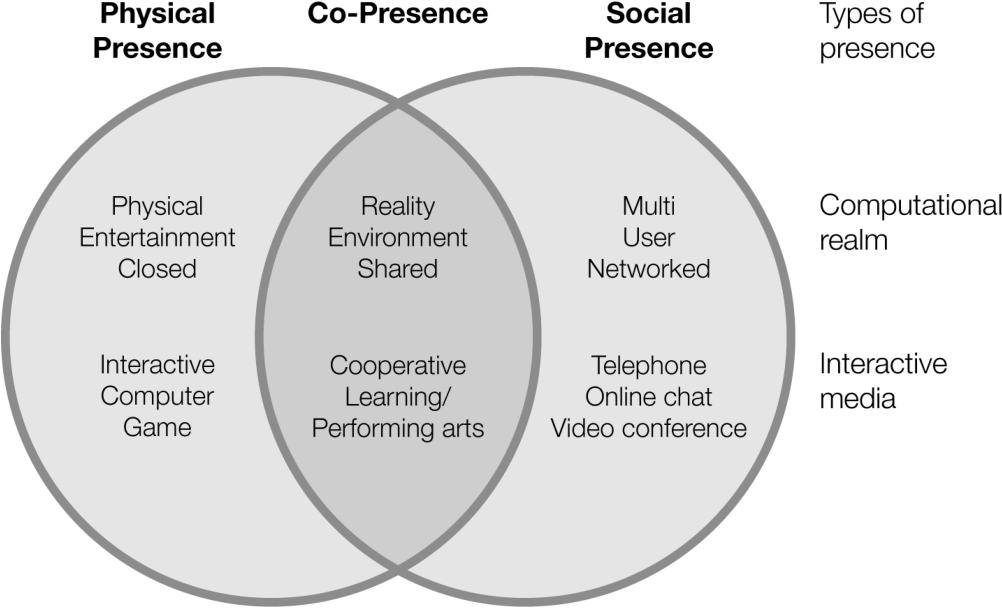 Physical
Presence
Co-Presence
Social
Presence
Types of
presence
Physical
Entertainment
Closed
Reality
Environment
Shared
Multi
User
Networked
Computational
realm
Interactive
Computer
Game
Cooperative
Learning/
Performing arts
Telephone
Online chat
Video conference
Interactive
media